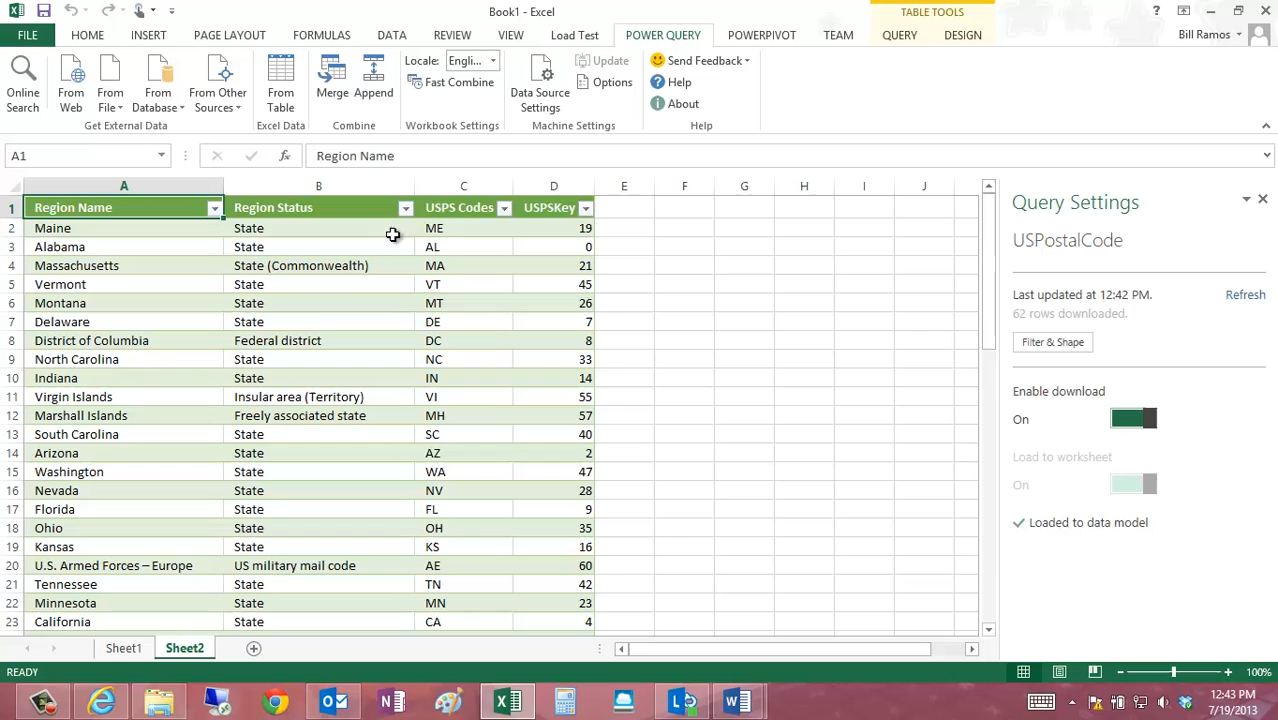 Book1 - Excel
TABLE TOOLS
?
FILE HOME INSERT PAGE LAYOUT FORMULAS DATA REVIEW VIEW Load Test POWER QUERY POWERPIVOT TEAM QUERY DESIGN Bill Ramos
Online Search
From Web
From File
From Database
From Other Sources
Get External Data
From Table
Excel Data
Merge
Append
Combine
Locale: Engli...
Fast Combine
Workbook Settings
Data Source Settings
Update
Options
Machine Settings
Send Feedback
Help
About
Help
A1 fx Region Name
A B C D E F G H I J
1 Region Name Region Status USPS Codes USPSKey
2 Maine State ME 19
3 Alabama State AL 0
4 Massachusetts State (Commonwealth) MA 21
5 Vermont State VT 45
6 Montana State MT 26
7 Delaware State DE 7
8 District of Columbia Federal district DC 8
9 North Carolina State NC 33
10 Indiana State IN 14
11 Virgin Islands Insular area (Territory) VI 55
12 Marshall Islands Freely associated state MH 57
13 South Carolina State SC 40
14 Arizona State AZ 2
15 Washington State WA 47
16 Nevada State NV 28
17 Florida State FL 9
18 Ohio State OH 35
19 Kansas State KS 16
20 U.S. Armed Forces – Europe US military mail code AE 60
21 Tennessee State TN 42
22 Minnesota State MN 23
23 California State CA 4
Query Settings
USPostalCode
Last updated at 12:42 PM. Refresh
62 rows downloaded.
Filter & Shape
Enable download
On
Load to worksheet
On
Loaded to data model
Sheet1 Sheet2
READY 100%
12:43 PM
7/19/2013